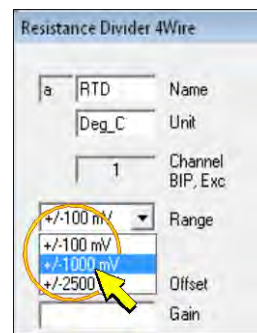 Resistance Divider 4Wire
a RTD Name
Deg_C Unit
1 Channel
BIP, Exc
+/-100 mV Range
+/-100 mV
+/-1000 mV
+/-2500 Offset
Gain